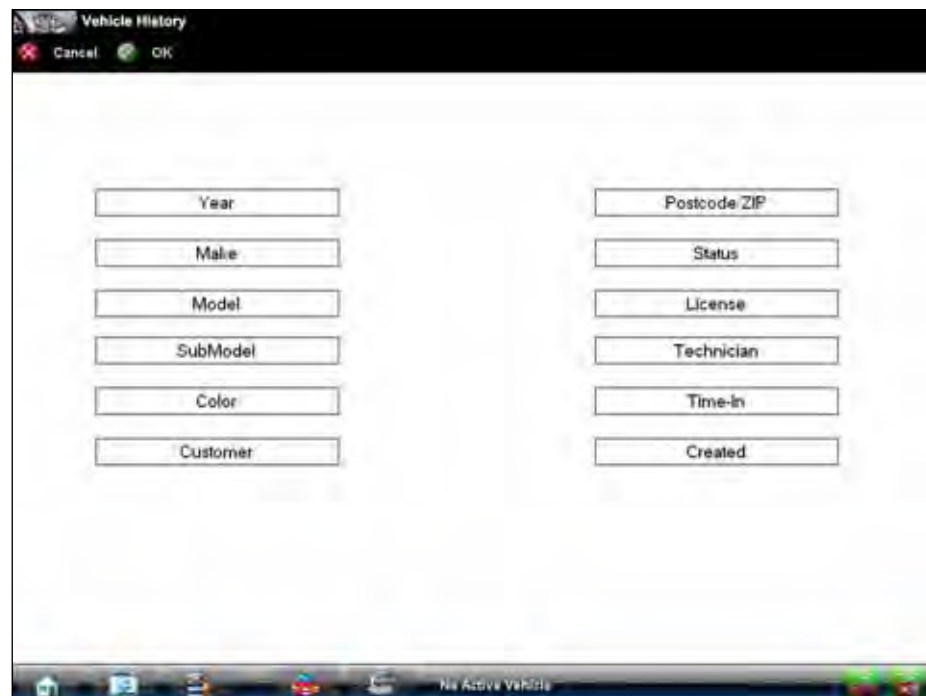 Vehicle History
Cancel OK
Year
Make
Model
SubModel
Color
Customer
Postcode/ZIP
Status
License
Technician
Time-In
Created
No Active Vehicle